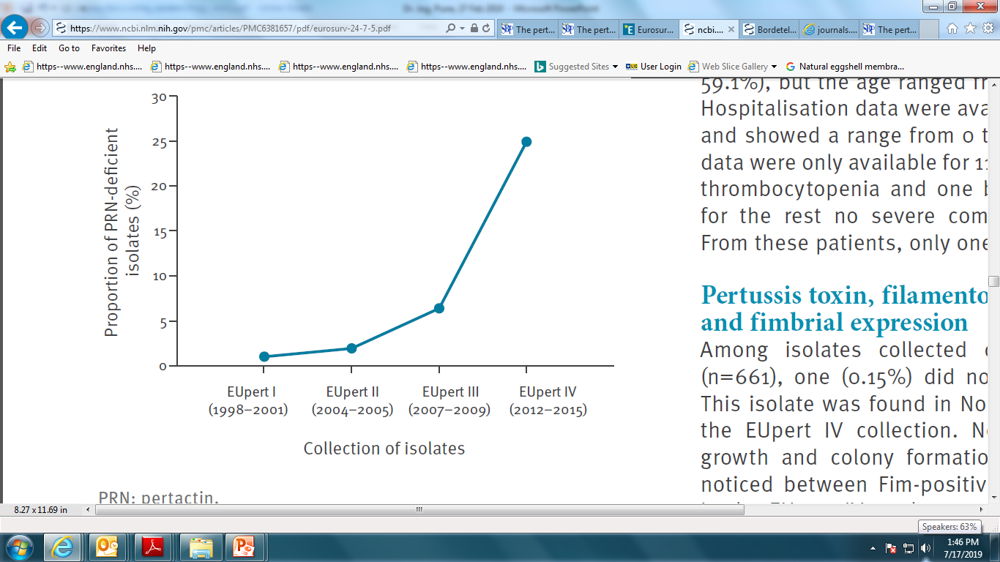 https://www.ncbi.nlm.nih.gov/pmc/articles/PMC6381657/pdf/eurosurv-24-7-5.pdf
The pert...
The pert...
Eurosur...
ncbi....
Bordetel...
journals....
The pert...
File Edit Go to Favorites Help
https--www.england.nhs....
https--www.england.nhs....
https--www.england.nhs....
https--www.england.nhs....
Suggested Sites
User Login
Web Slice Gallery
Natural eggshell membra...
Proportion of PRN-deficient
isolates (%)
30
25
20
15
10
5
0
EUpert I
(1998–2001)
EUpert II
(2004–2005)
EUpert III
(2007–2009)
EUpert IV
(2012–2015)
Collection of isolates
PRN: pertactin.
59.1%), but the age ranged
Hospitalisation data were ava
and showed a range from 0 t
data were only available for 11
thrombocytopenia and one b
for the rest no severe com
From these patients, only one
Pertussis toxin, filamento
and fimbrial expression
Among isolates collected
(n=661), one (0.15%) did no
This isolate was found in No
the EUpert IV collection. N
growth and colony formatio
noticed between Fim-positiv
8.27 x 11.69 in
Speakers: 63%
1:46 PM
7/17/2019